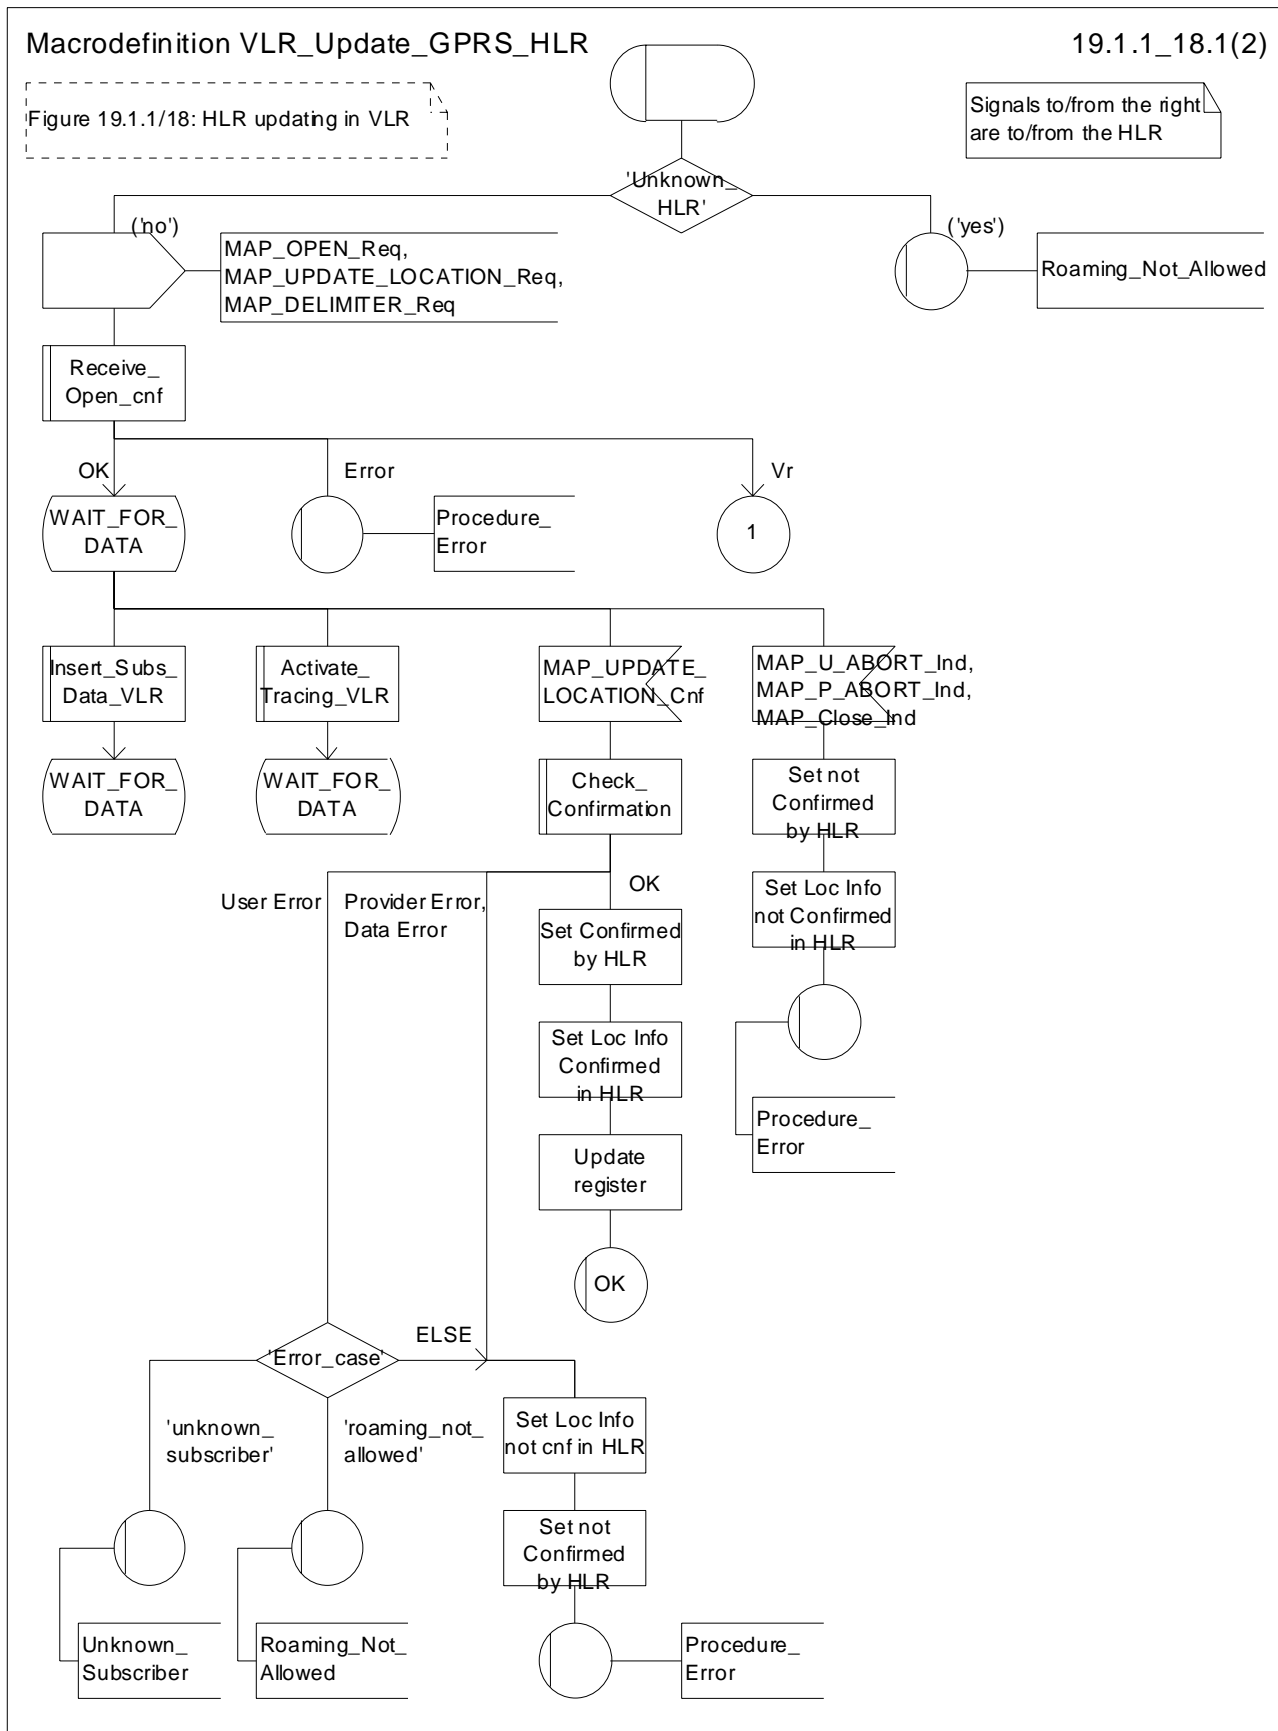 Macrodefinition VLR_Update_GPRS_HLR
19.1.1_18.1(2)
Figure 19.1.1/18: HLR updating in VLR
Signals to/from the right
are to/from the HLR
'Unknown_
HLR'
('no')
('yes')
MAP_OPEN_Req,
MAP_UPDATE_LOCATION_Req,
MAP_DELIMITER_Req
Roaming_Not_Allowed
Receive_
Open_cnf
OK
Error
Vr
WAIT_FOR_
DATA
Procedure_
Error
1
Insert_Subs_
Data_VLR
Activate_
Tracing_VLR
MAP_UPDATE_
LOCATION_Cnf
MAP_U_ABORT_Ind,
MAP_P_ABORT_Ind,
MAP_Close_Ind
WAIT_FOR_
DATA
WAIT_FOR_
DATA
Check_
Confirmation
Set not
Confirmed
by HLR
User Error
Provider Error,
Data Error
OK
Set Confirmed
by HLR
Set Loc Info
not Confirmed
in HLR
Set Loc Info
Confirmed
in HLR
Procedure_
Error
Update
register
OK
'Error_case'
ELSE
'unknown_
subscriber'
'roaming_not_
allowed'
Set Loc Info
not cnf in HLR
Set not
Confirmed
by HLR
Unknown_
Subscriber
Roaming_Not_
Allowed
Procedure_
Error